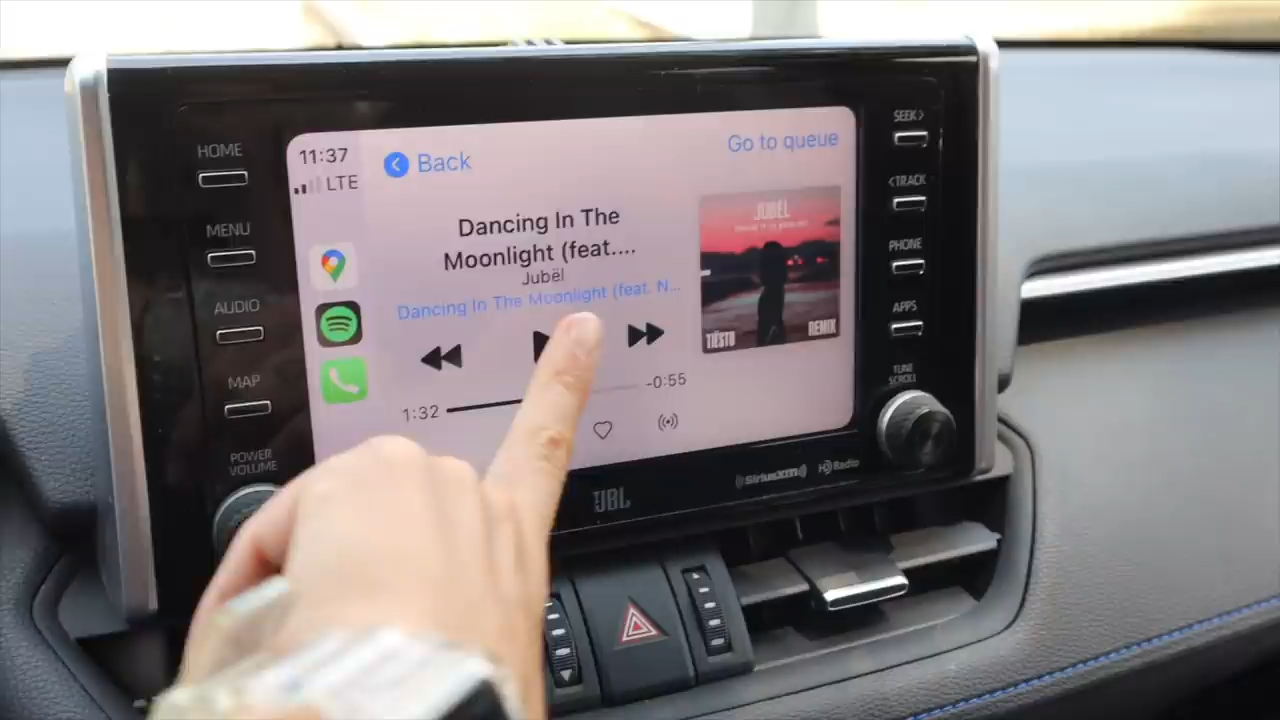 HOME
MENU
AUDIO
MAP
POWER
VOLUME
11:37
LTE
Back
Go to queue
Dancing In The
Moonlight (feat....
Jubël
Dancing In The Moonlight (feat. N...
1:32
-0:55
JUBËL
TIËSTO
REMIX
SEEK>
<TRACK
PHONE
APPS
TUNE
SCROLL
JBL
((SiriusXM))
HD Radio